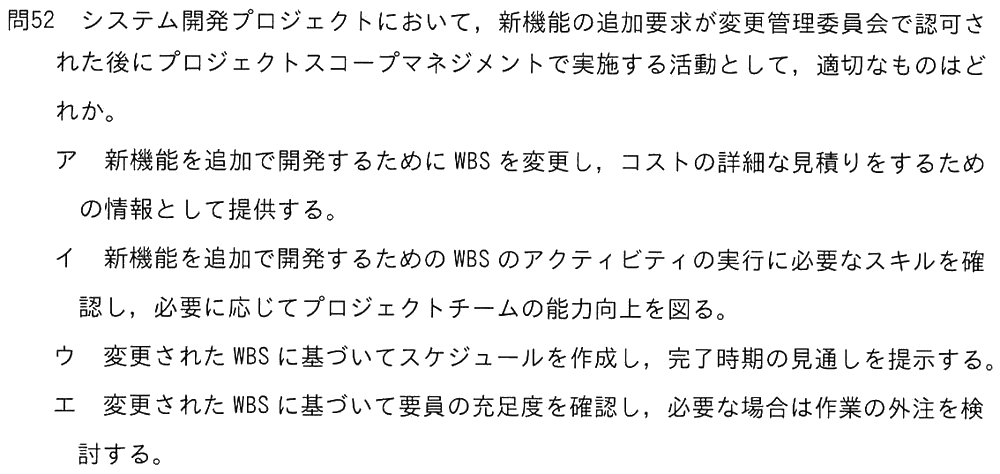 問52　システム開発プロジェクトにおいて，新機能の追加要求が変更管理委員会で認可さ
れた後にプロジェクトスコープマネジメントで実施する活動として，適切なものはど
れか。
ア　新機能を追加で開発するために WBS を変更し，コストの詳細な見積りをするため
の情報として提供する。
イ　新機能を追加で開発するための WBS のアクティビティの実行に必要なスキルを確
認し，必要に応じてプロジェクトチームの能力向上を図る。
ウ　変更された WBS に基づいてスケジュールを作成し，完了時期の見通しを提示する。
エ　変更された WBS に基づいて要員の充足度を確認し，必要な場合は作業の外注を検
討する。